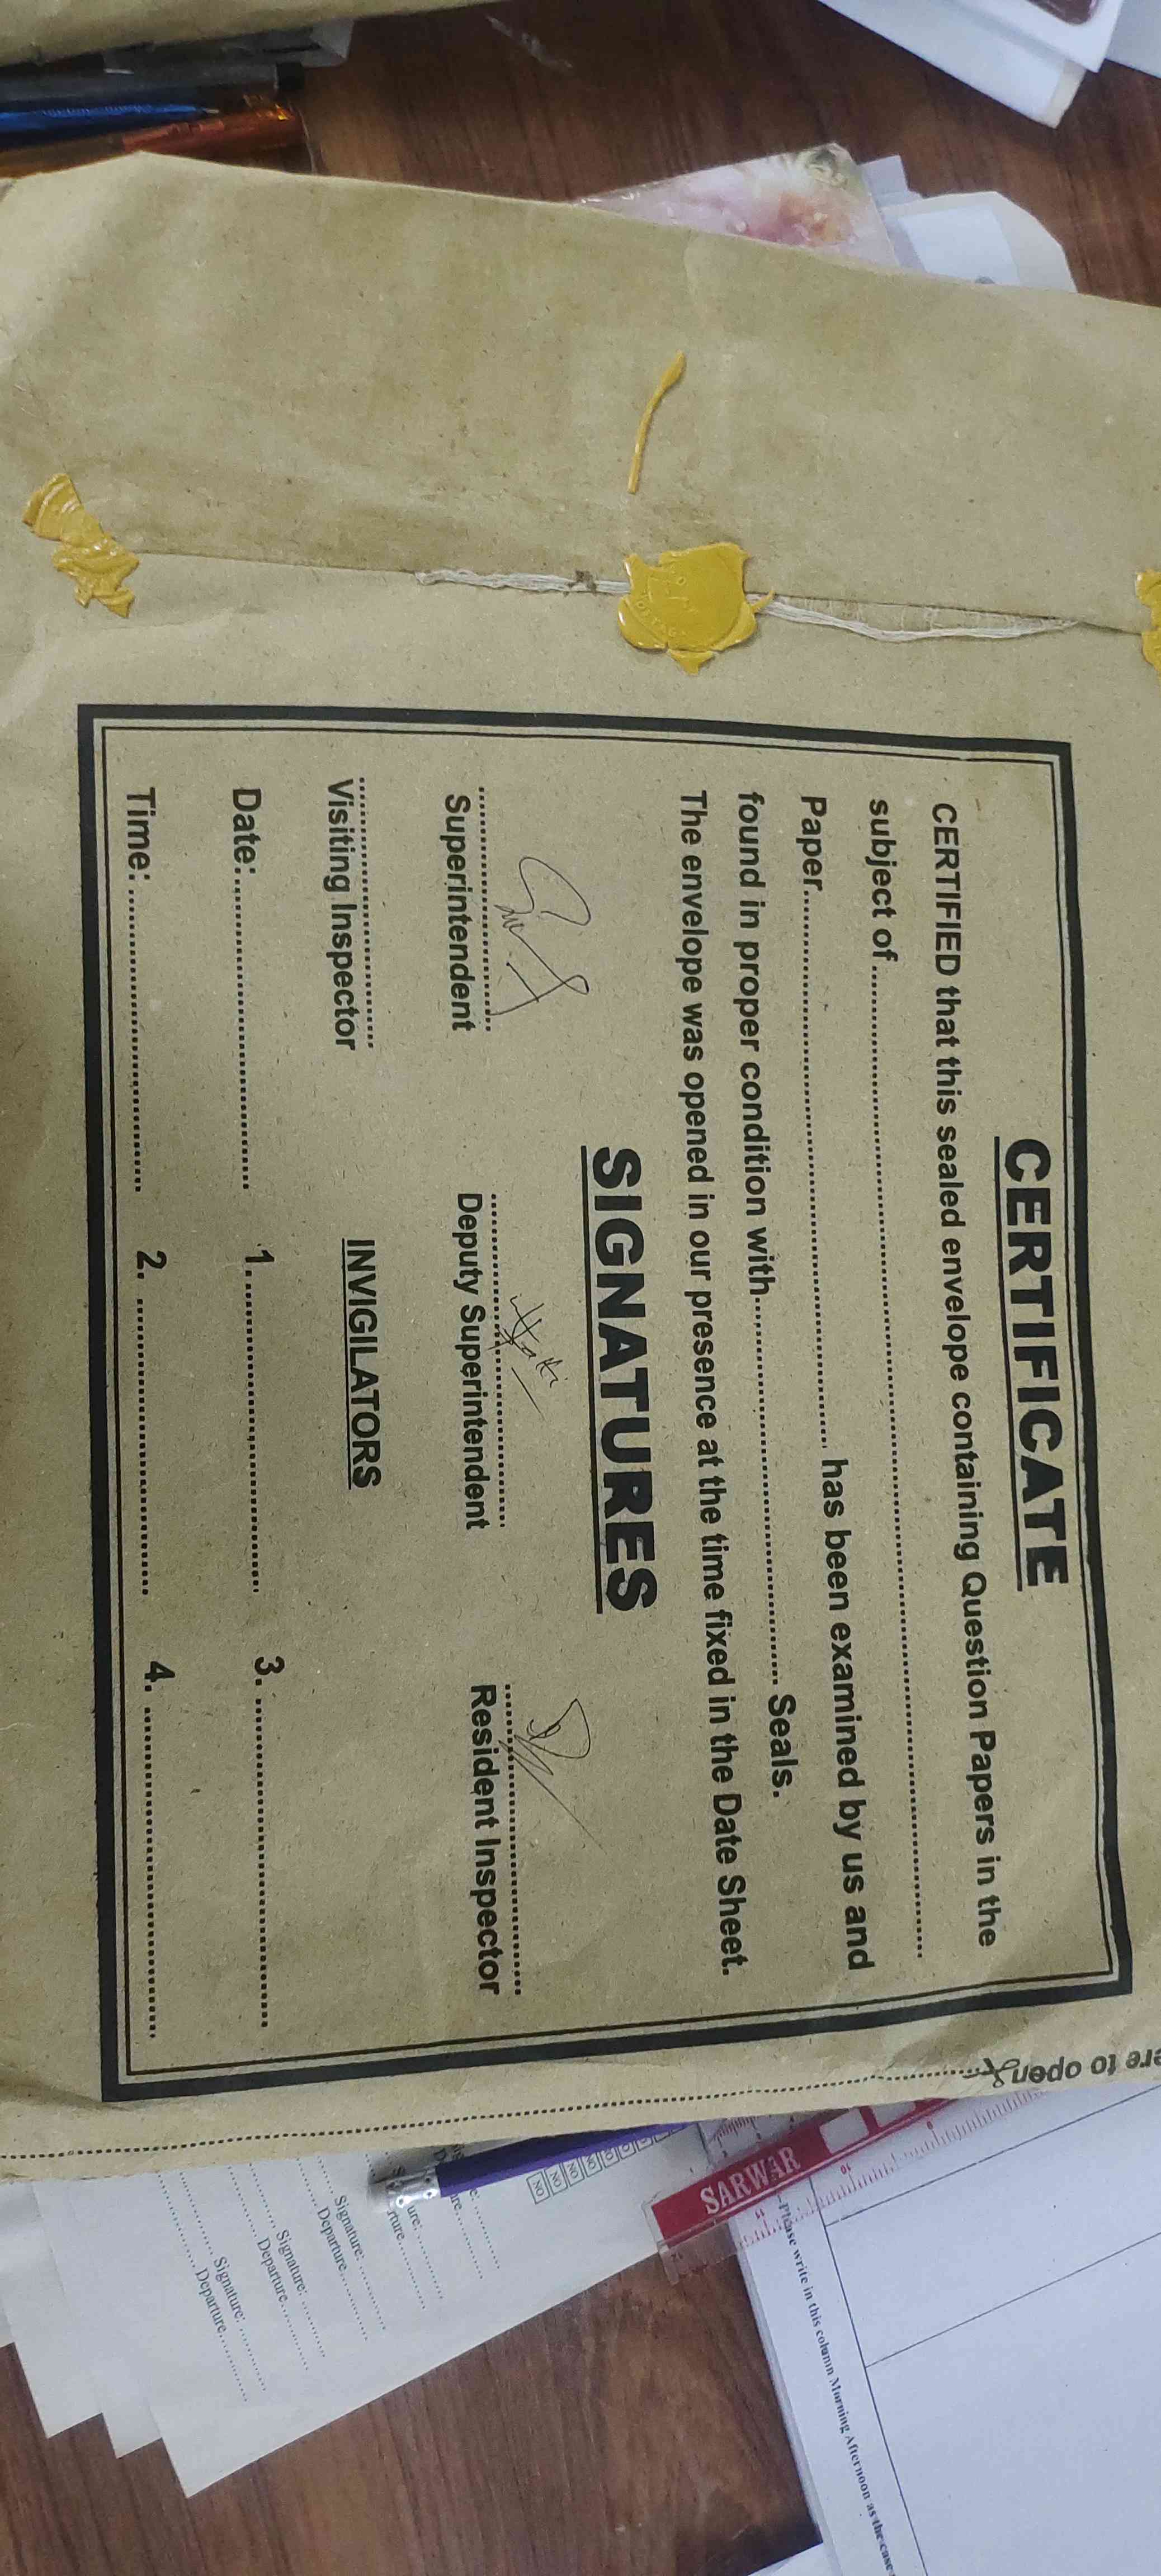 CERTIFICATE
CERTIFIED that this sealed envelope containing Question Papers in the
subject of
Paper has been examined by us and
found in proper condition with Seals.
The envelope was opened in our presence at the time fixed in the Date Sheet.
SIGNATURES
Superintendent Deputy Superintendent Resident Inspector
Visiting Inspector INVIGILATORS
Date: 1. 3.
Time: 2. 4.
to open
SARWAR
Please write in this column Morning Afternoon as the case
Signature:
Departure
Signature:
Departure
Signature:
Departure